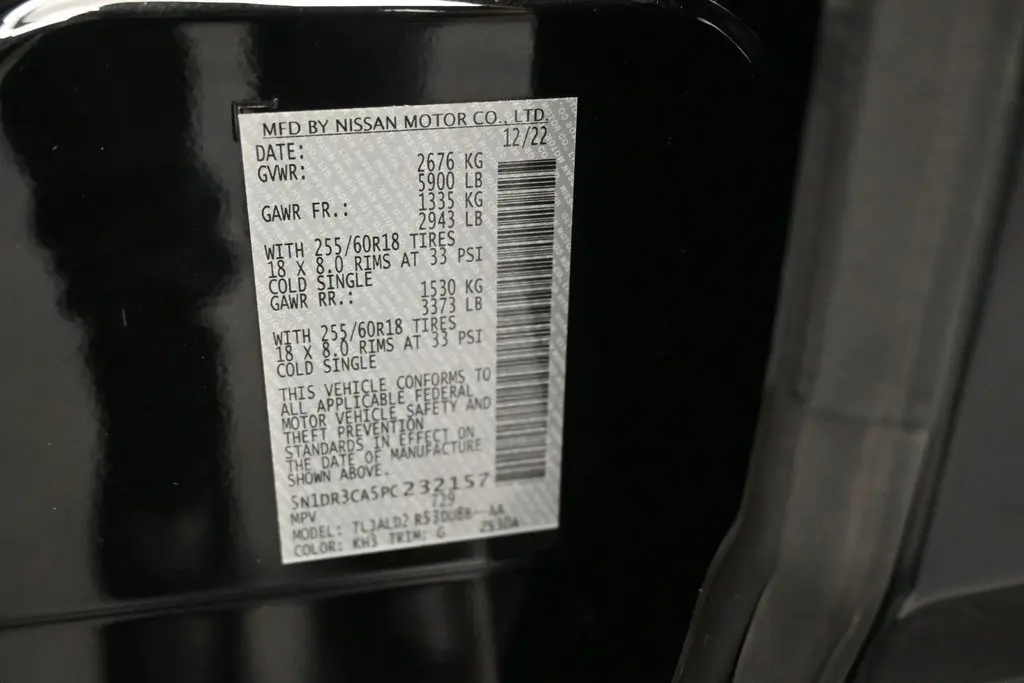 MFD BY NISSAN MOTOR CO., LTD.
DATE: 12/22
GVWR: 2676 KG
5900 LB
GAWR FR.: 1335 KG
2943 LB
WITH 255/60R18 TIRES
18 X 8.0 RIMS AT 33 PSI
COLD SINGLE
GAWR RR.: 1530 KG
3373 LB
WITH 255/60R18 TIRES
18 X 8.0 RIMS AT 33 PSI
COLD SINGLE
THIS VEHICLE CONFORMS TO
ALL APPLICABLE FEDERAL
MOTOR VEHICLE SAFETY AND
THEFT PREVENTION
STANDARDS IN EFFECT ON
THE DATE OF MANUFACTURE
SHOWN ABOVE.
5N1DR3CA5PC232157
MPV 729
MODEL: AA
COLOR: KH3 TRIM: G